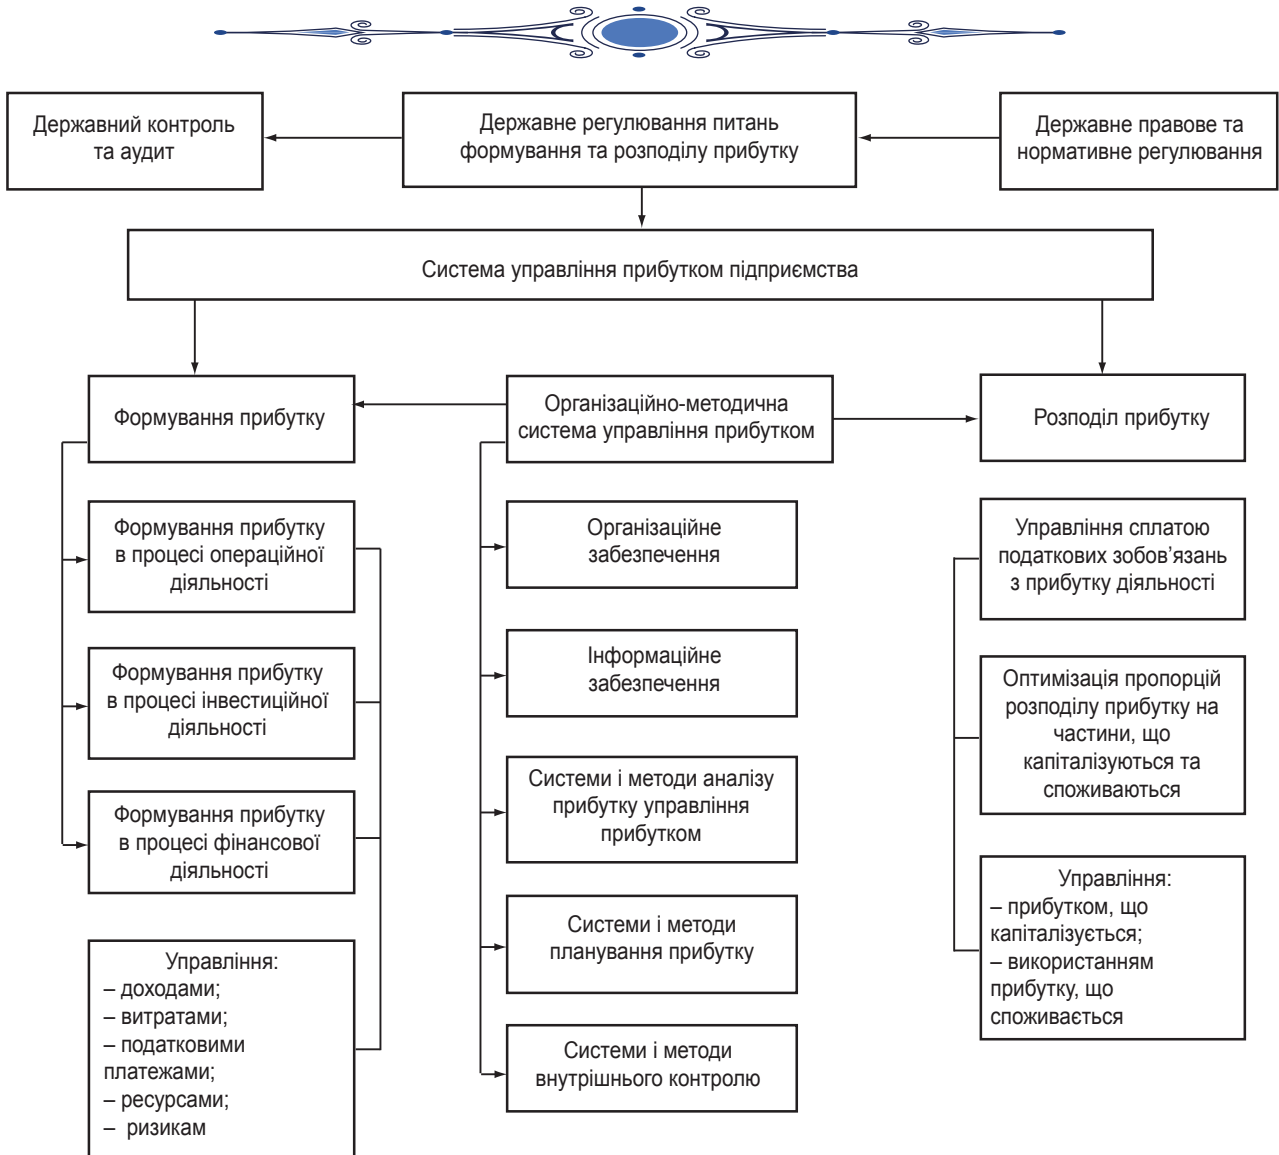 Державний контроль
та аудит
Державне регулювання питань
формування та розподілу прибутку
Державне правове та
нормативне регулювання
Система управління прибутком підприємства
Формування прибутку
Організаційно-методична
система управління прибутком
Розподіл прибутку
Формування прибутку
в процесі операційної
діяльності
Формування прибутку
в процесі інвестиційної
діяльності
Формування прибутку
в процесі фінансової
діяльності
Управління:
– доходами;
– витратами;
– податковими
платежами;
– ресурсами;
– ризикам
Організаційне
забезпечення
Інформаційне
забезпечення
Системи і методи аналізу
прибутку управління
прибутком
Системи і методи
планування прибутку
Системи і методи
внутрішнього контролю
Управління сплатою
податкових зобов’язань
з прибутку діяльності
Оптимізація пропорцій
розподілу прибутку на
частини, що
капіталізуються та
споживаються
Управління:
– прибутком, що
капіталізується;
– використанням
прибутку, що
споживається